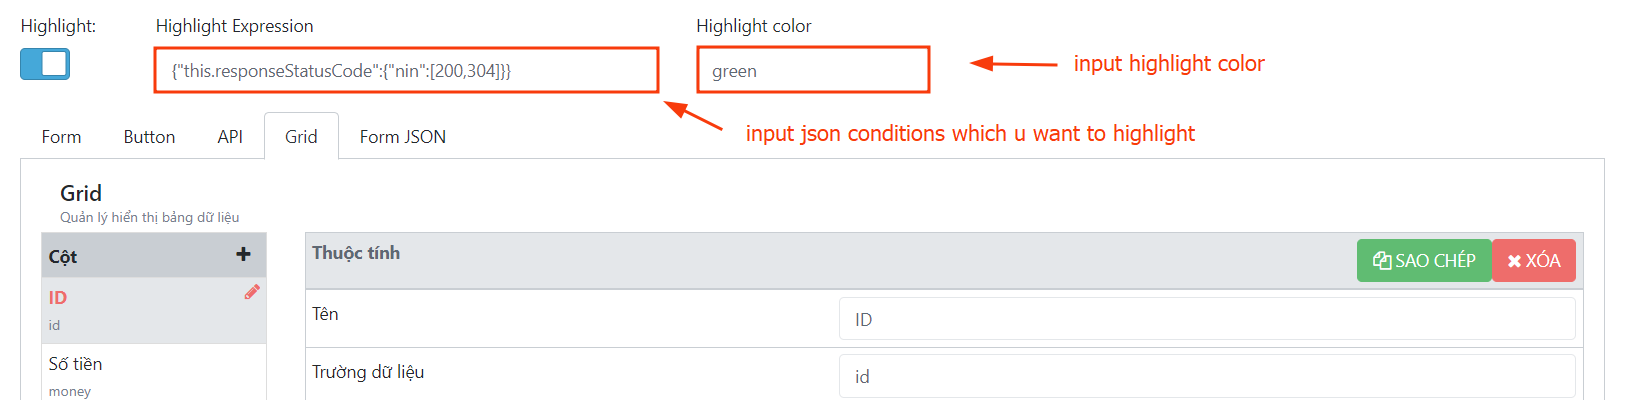 Highlight: Highlight Expression Highlight color
{"this.responseStatusCode":{"nin":[200,304]}} green input highlight color
input json conditions which u want to highlight
Form Button API Grid Form JSON
Grid
Quản lý hiển thị bảng dữ liệu
Cột Thuộc tính SAO CHÉP XÓA
ID
id
Tên ID
Số tiền
money
Trường dữ liệu id